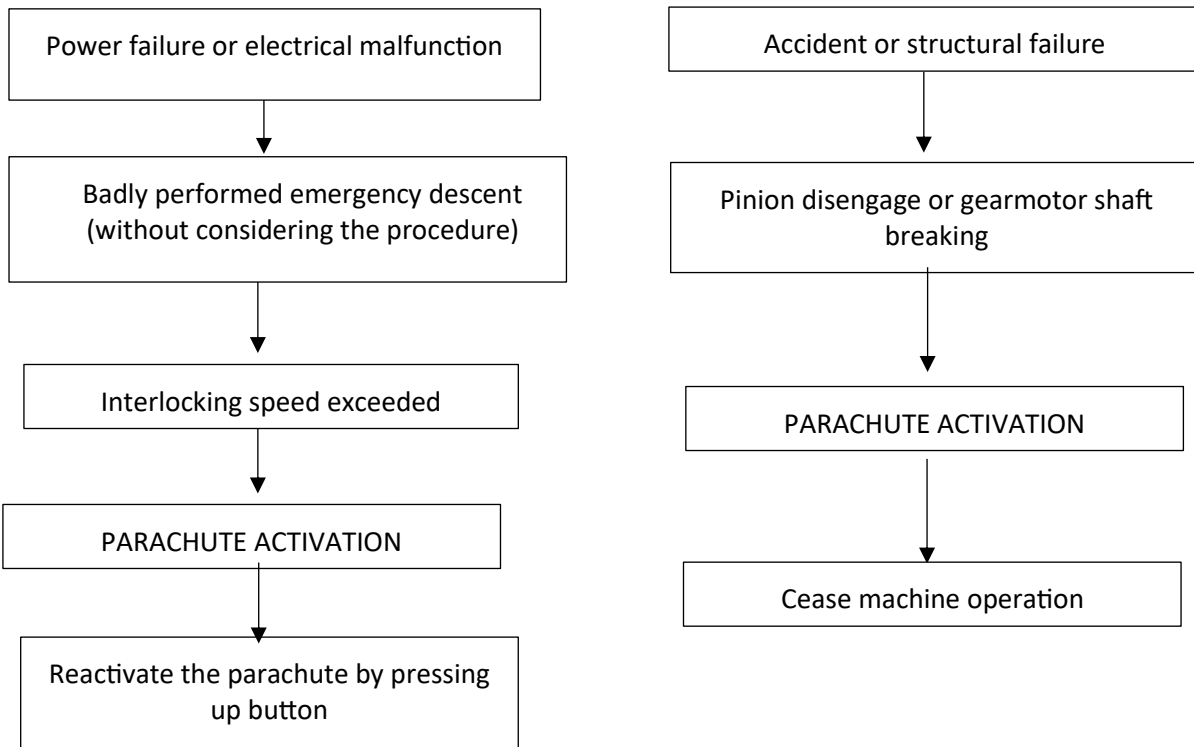 Power failure or electrical malfunction
Badly performed emergency descent
(without considering the procedure)
Interlocking speed exceeded
PARACHUTE ACTIVATION
Reactivate the parachute by pressing
up button
Accident or structural failure
Pinion disengage or gearmotor shaft
breaking
PARACHUTE ACTIVATION
Cease machine operation